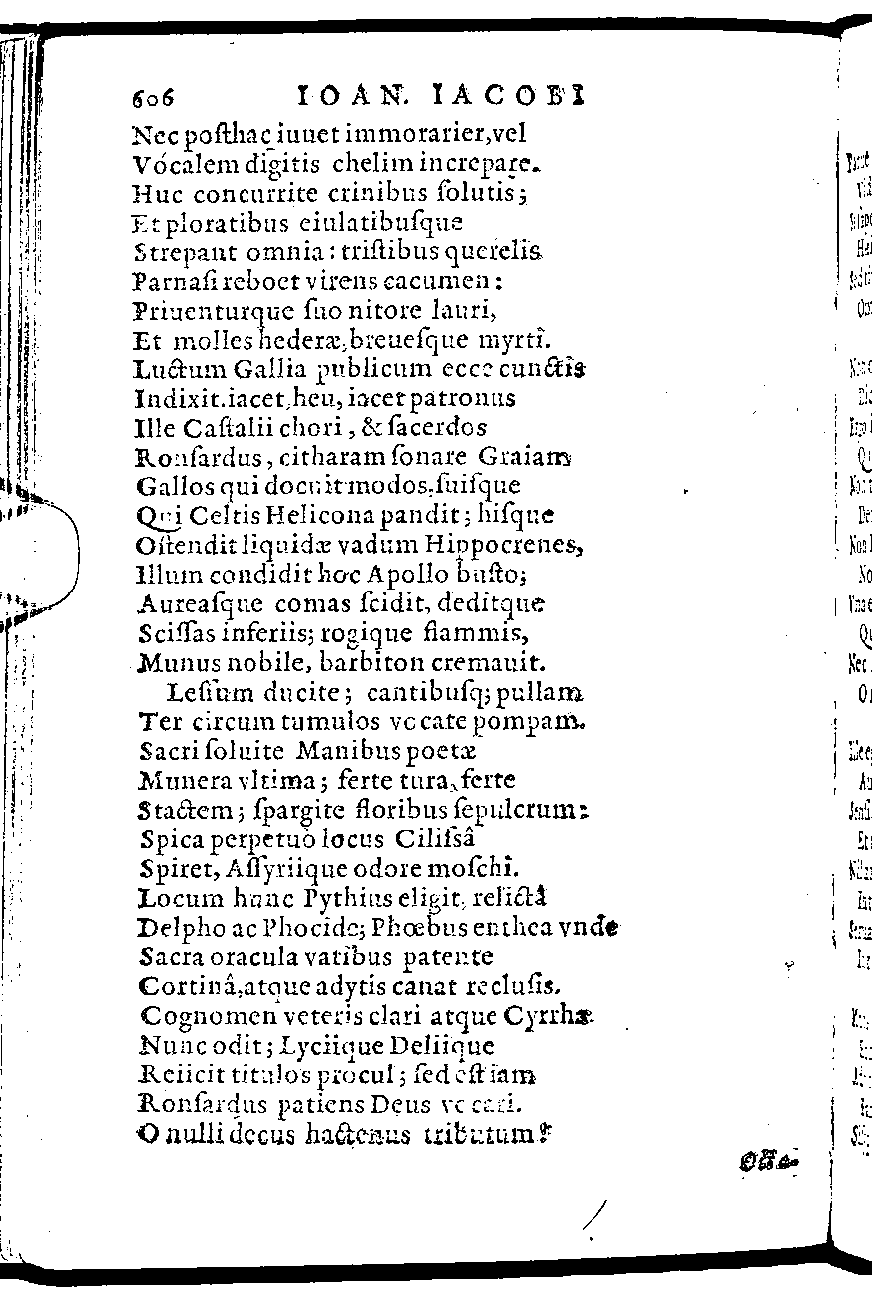 606 IOAN. IACOBI
Nec posthac iuuet immorarier, vel
Vócalem digitis chelim increpare.
Huc concurrite crinibus solutis;
Et ploratibus eiulatibusque
Strepant omnia: tristibus querelis
Parnasi reboet virens cacumen:
Priuenturque suo nitore lauri,
Et molles hederæ, breuesque myrti.
Luctum Gallia publicum ecce cunctis
Indixit. iacet, heu, iacet patronus
Ille Castalii chori, & sacerdos
Ronsardus, citharam sonare Graiam
Gallos qui docuit modos, suisque
Qui Celtis Helicona pandit; hisque
Ostendit liquidæ vadum Hippocrenes,
Illum condidit hoc Apollo busto;
Aureasque comas scidit, deditque
Scissas inferiis; rogique flammis,
Munus nobile, barbiton cremauit.
Lessum ducite; cantibusq; pullam
Ter circum tumulos vocate pompam.
Sacri soluite Manibus poetæ
Munera vltima; ferte tura, ferte
Stactem; spargite floribus sepulcrum:
Spica perpetuò locus Cilissâ
Spiret, Assyriique odore moschi.
Locum hunc Pythius eligit, relictâ
Delpho ac Phocide; Phœbus enthea vnde
Sacra oracula vatibus patente
Cortinâ, atque adytis canat reclusis.
Cognomen veteris clari atque Cyrrhæ
Nunc odit; Lyciique Deliique
Reiicit titulos procul; sed est iam
Ronsardus patiens Deus vocari.
O nulli decus hactenus tributum!